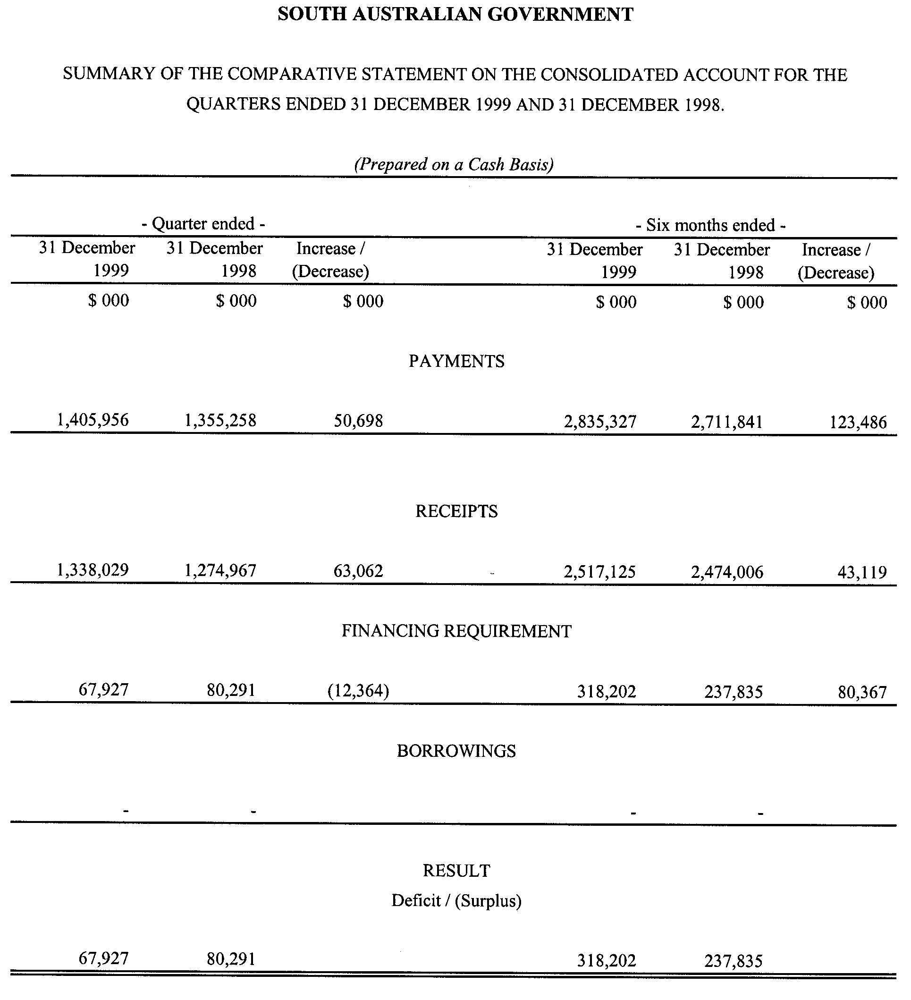 SOUTH AUSTRALIAN GOVERNMENT
SUMMARY OF THE COMPARATIVE STATEMENT ON THE CONSOLIDATED ACCOUNT FOR THE
QUARTERS ENDED 31 DECEMBER 1999 AND 31 DECEMBER 1998.
(Prepared on a Cash Basis)
- Quarter ended - - Six months ended -
31 December 31 December Increase / 31 December 31 December Increase /
1999 1998 (Decrease) 1999 1998 (Decrease)
$ 000 $ 000 $ 000 $ 000 $ 000 $ 000
PAYMENTS
1,405,956 1,355,258 50,698 2,835,327 2,711,841 123,486
RECEIPTS
1,338,029 1,274,967 63,062 - 2,517,125 2,474,006 43,119
FINANCING REQUIREMENT
67,927 80,291 (12,364) 318,202 237,835 80,367
BORROWINGS
- - - -
RESULT
Deficit / (Surplus)
67,927 80,291 318,202 237,835